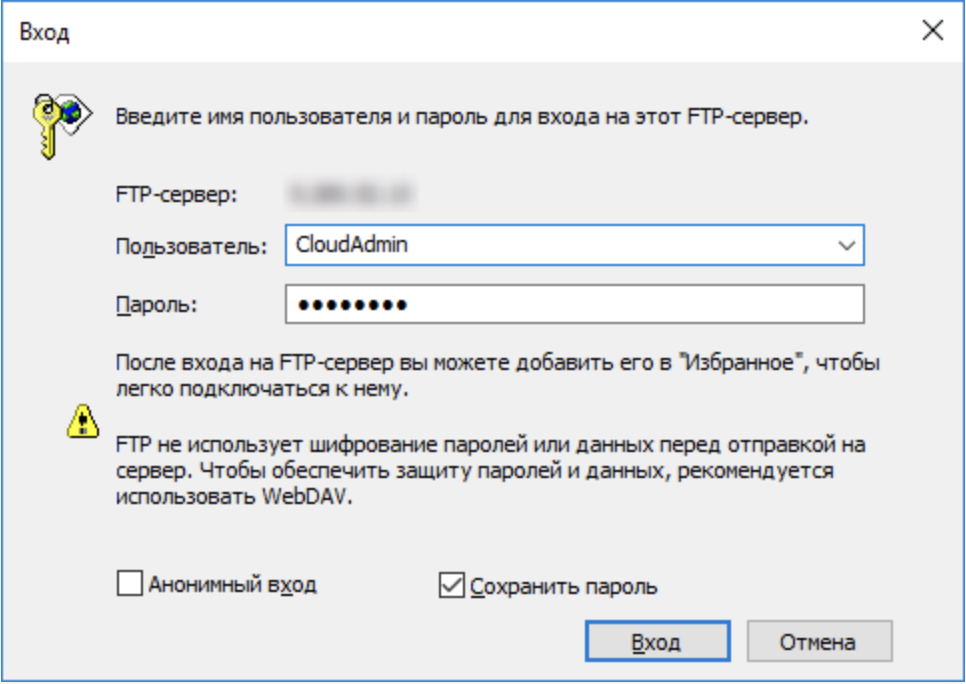 Вход
Введите имя пользователя и пароль для входа на этот FTP-сервер.
FTP-сервер:
Пользователь: CloudAdmin
Пароль: ●●●●●●●●
После входа на FTP-сервер вы можете добавить его в "Избранное", чтобы
легко подключаться к нему.
FTP не использует шифрование паролей или данных перед отправкой на
сервер. Чтобы обеспечить защиту паролей и данных, рекомендуется
использовать WebDAV.
Анонимный вход Сохранить пароль
Вход Отмена